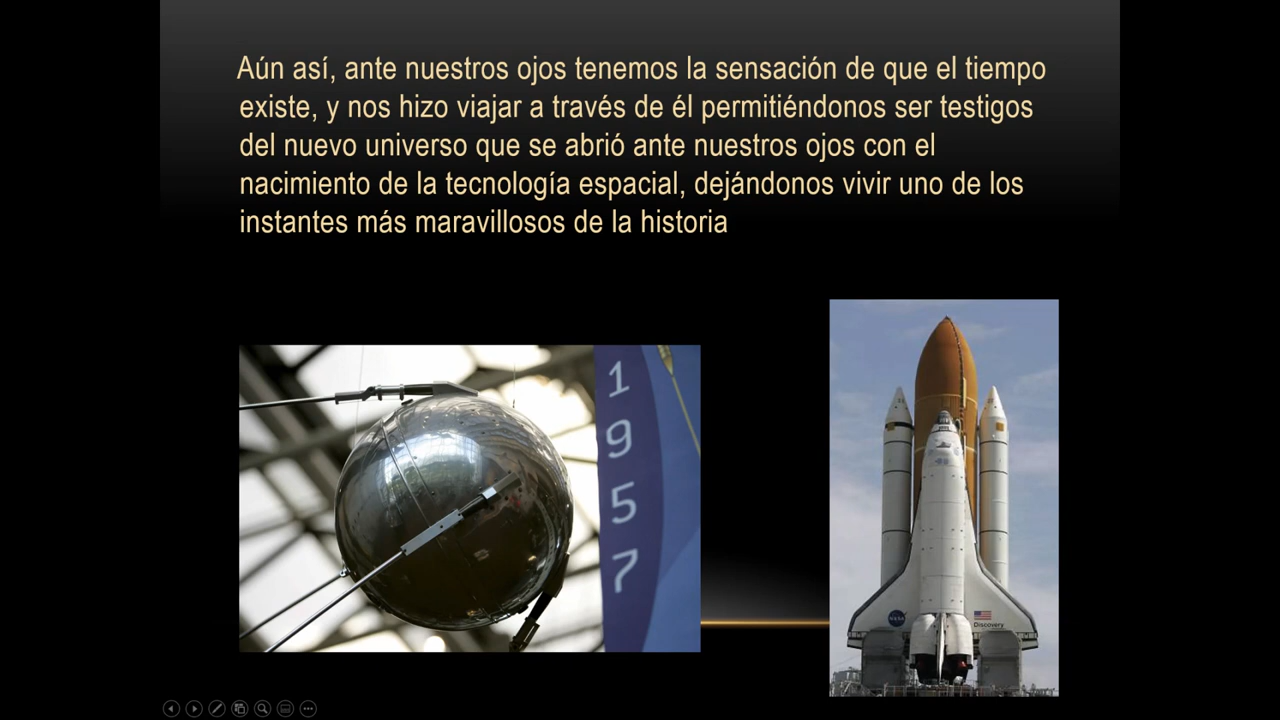 Aún así, ante nuestros ojos tenemos la sensación de que el tiempo
existe, y nos hizo viajar a través de él permitiéndonos ser testigos
del nuevo universo que se abrió ante nuestros ojos con el
nacimiento de la tecnología espacial, dejándonos vivir uno de los
instantes más maravillosos de la historia
1
9
5
7
NASA
Discovery